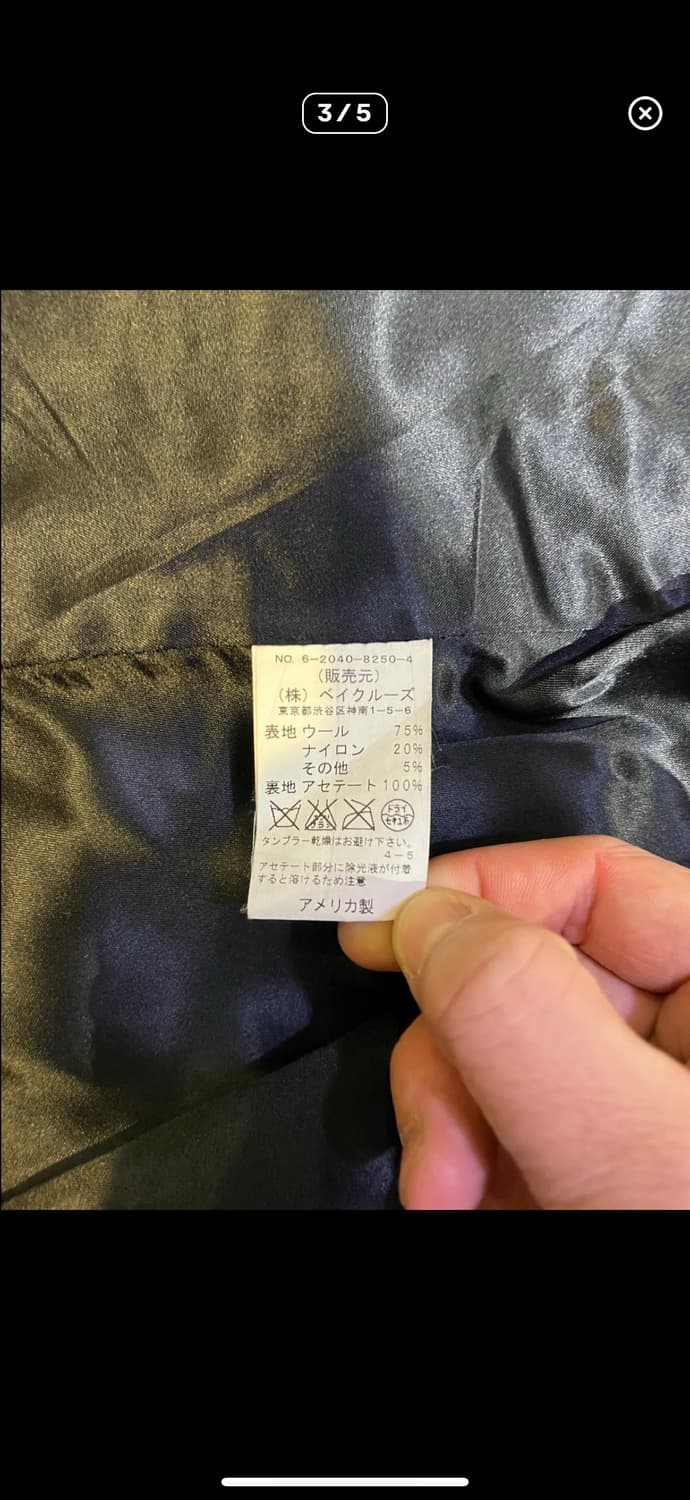 3/5
NO. 6-2040-8250-4
(販売元)
(株) ベイクルーズ
東京都渋谷区神南1-5-6
表地 ウール 75%
ナイロン 20%
その他 5%
裏地 アセテート 100%
ドライ
セキユ系
タンブラー乾燥はお避け下さい。
4-5
アセテート部分に除光液が付着
すると溶けるため注意
アメリカ製